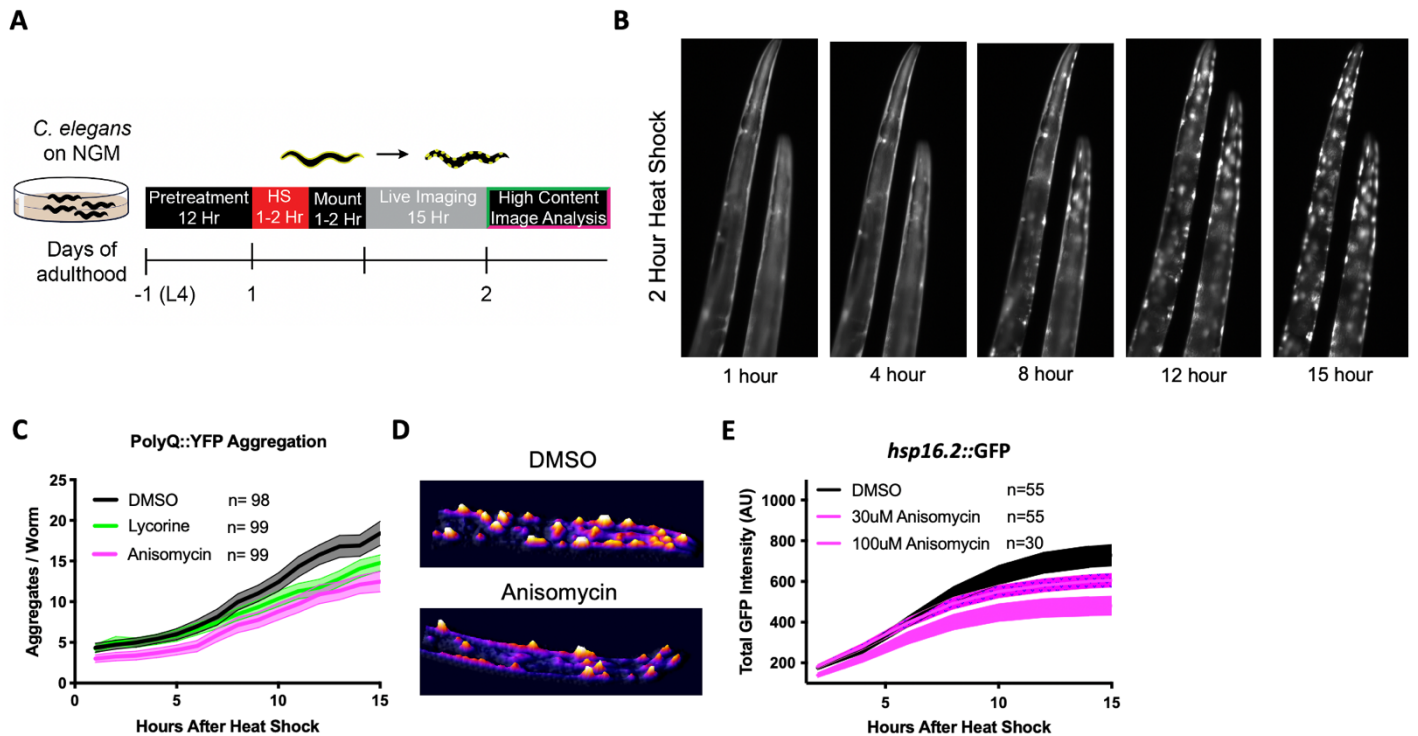 A
C. elegans
on NGM
Pretreatment
12 Hr
HS
1-2 Hr
Mount
1-2 Hr
Live Imaging
15 Hr
High Content
Image Analysis
Days of
adulthood
-1 (L4)
1
2
B
2 Hour Heat Shock
1 hour
4 hour
8 hour
12 hour
15 hour
C
PolyQ::YFP Aggregation
Aggregates / Worm
25
20
15
10
5
0
DMSO n= 98
Lycorine n= 99
Anisomycin n= 99
0 5 10 15
Hours After Heat Shock
D
DMSO
Anisomycin
E
hsp16.2::GFP
Total GFP Intensity (AU)
1000
800
600
400
200
DMSO n=55
30uM Anisomycin n=55
100uM Anisomycin n=30
5 10 15
Hours After Heat Shock